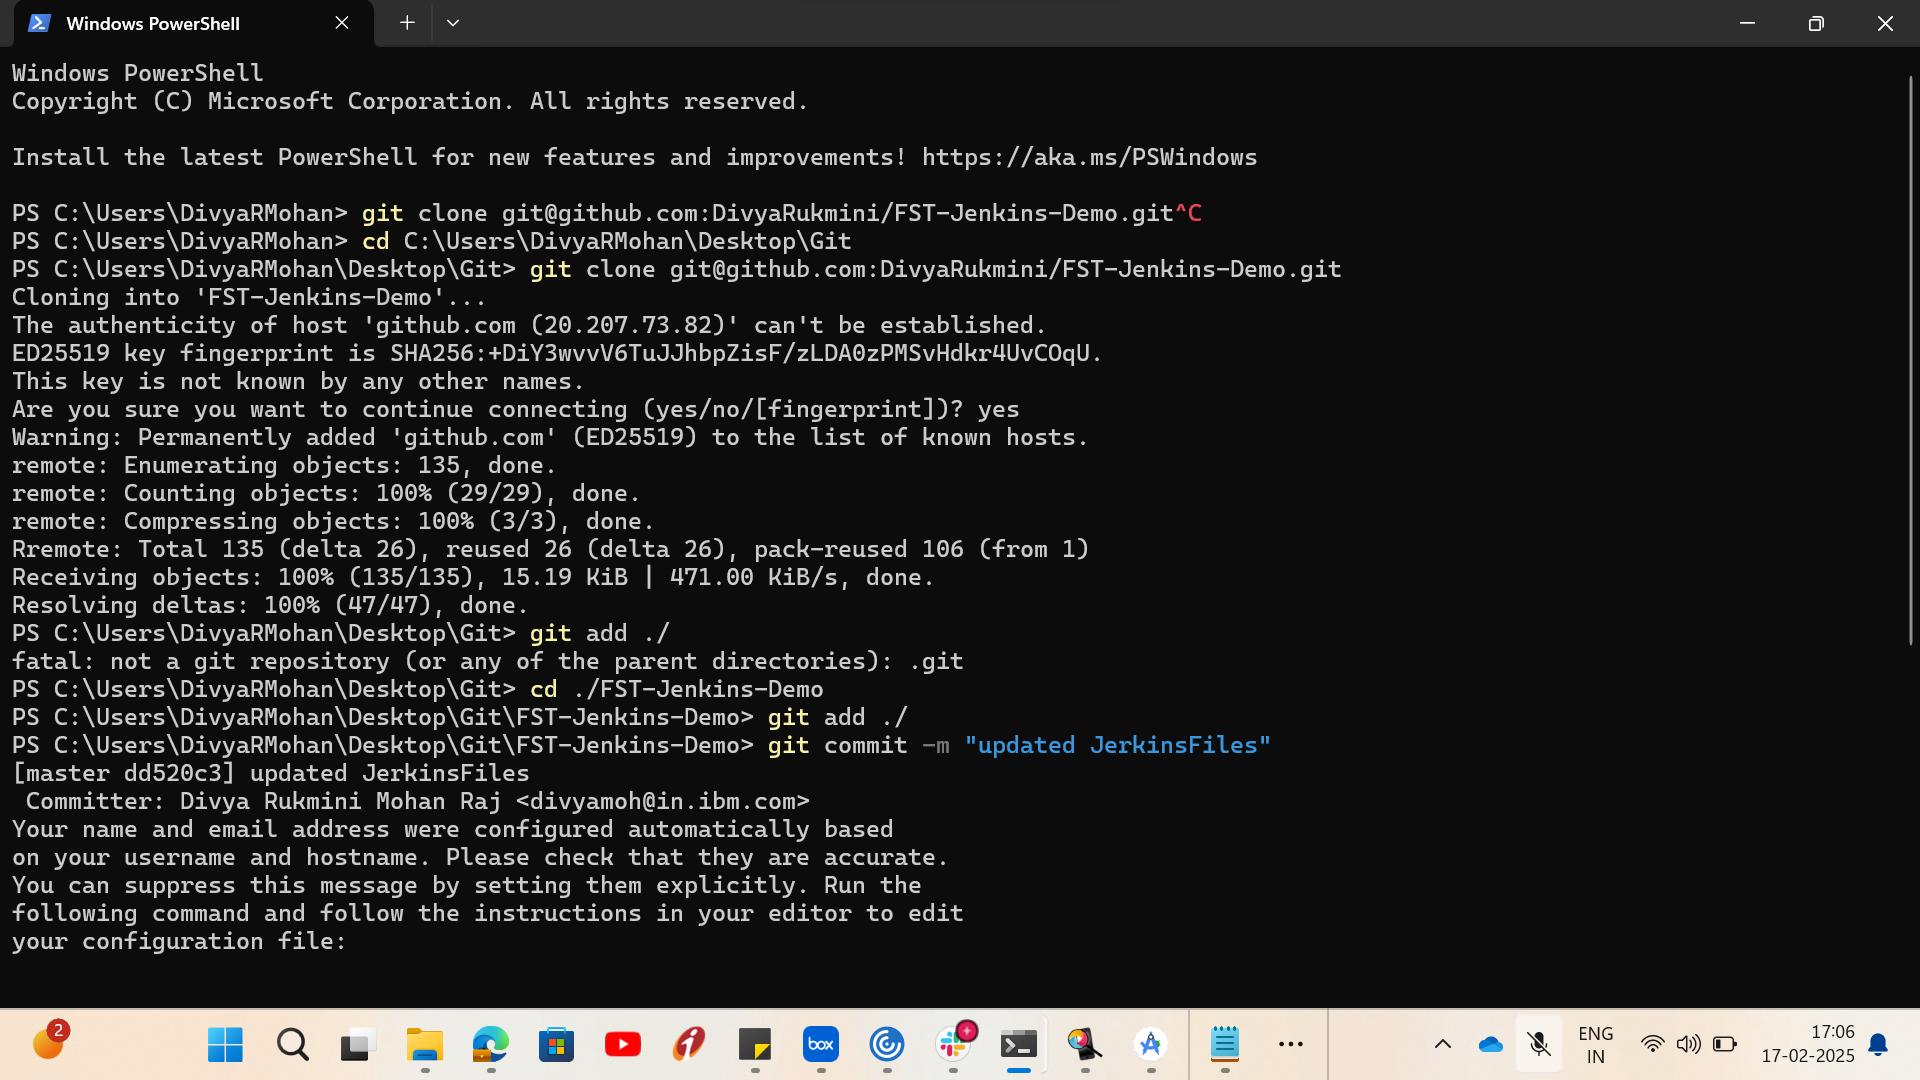 Windows PowerShell
Windows PowerShell
Copyright (C) Microsoft Corporation. All rights reserved.
Install the latest PowerShell for new features and improvements! https://aka.ms/PSWindows
PS C:\Users\DivyaRMohan> git clone git@github.com:DivyaRukmini/FST-Jenkins-Demo.git^C
PS C:\Users\DivyaRMohan> cd C:\Users\DivyaRMohan\Desktop\Git
PS C:\Users\DivyaRMohan\Desktop\Git> git clone git@github.com:DivyaRukmini/FST-Jenkins-Demo.git
Cloning into 'FST-Jenkins-Demo'...
The authenticity of host 'github.com (20.207.73.82)' can't be established.
ED25519 key fingerprint is SHA256:+DiY3wvvV6TuJJhbpZisF/zLDA0zPMSvHdkr4UvCOqU.
This key is not known by any other names.
Are you sure you want to continue connecting (yes/no/[fingerprint])? yes
Warning: Permanently added 'github.com' (ED25519) to the list of known hosts.
remote: Enumerating objects: 135, done.
remote: Counting objects: 100% (29/29), done.
remote: Compressing objects: 100% (3/3), done.
Rremote: Total 135 (delta 26), reused 26 (delta 26), pack-reused 106 (from 1)
Receiving objects: 100% (135/135), 15.19 KiB | 471.00 KiB/s, done.
Resolving deltas: 100% (47/47), done.
PS C:\Users\DivyaRMohan\Desktop\Git> git add ./
fatal: not a git repository (or any of the parent directories): .git
PS C:\Users\DivyaRMohan\Desktop\Git> cd ./FST-Jenkins-Demo
PS C:\Users\DivyaRMohan\Desktop\Git\FST-Jenkins-Demo> git add ./
PS C:\Users\DivyaRMohan\Desktop\Git\FST-Jenkins-Demo> git commit -m "updated JerkinsFiles"
[master dd520c3] updated JerkinsFiles
 Committer: Divya Rukmini Mohan Raj <divyamoh@in.ibm.com>
Your name and email address were configured automatically based
on your username and hostname. Please check that they are accurate.
You can suppress this message by setting them explicitly. Run the
following command and follow the instructions in your editor to edit
your configuration file:
2
box
ENG
IN
17:06
17-02-2025